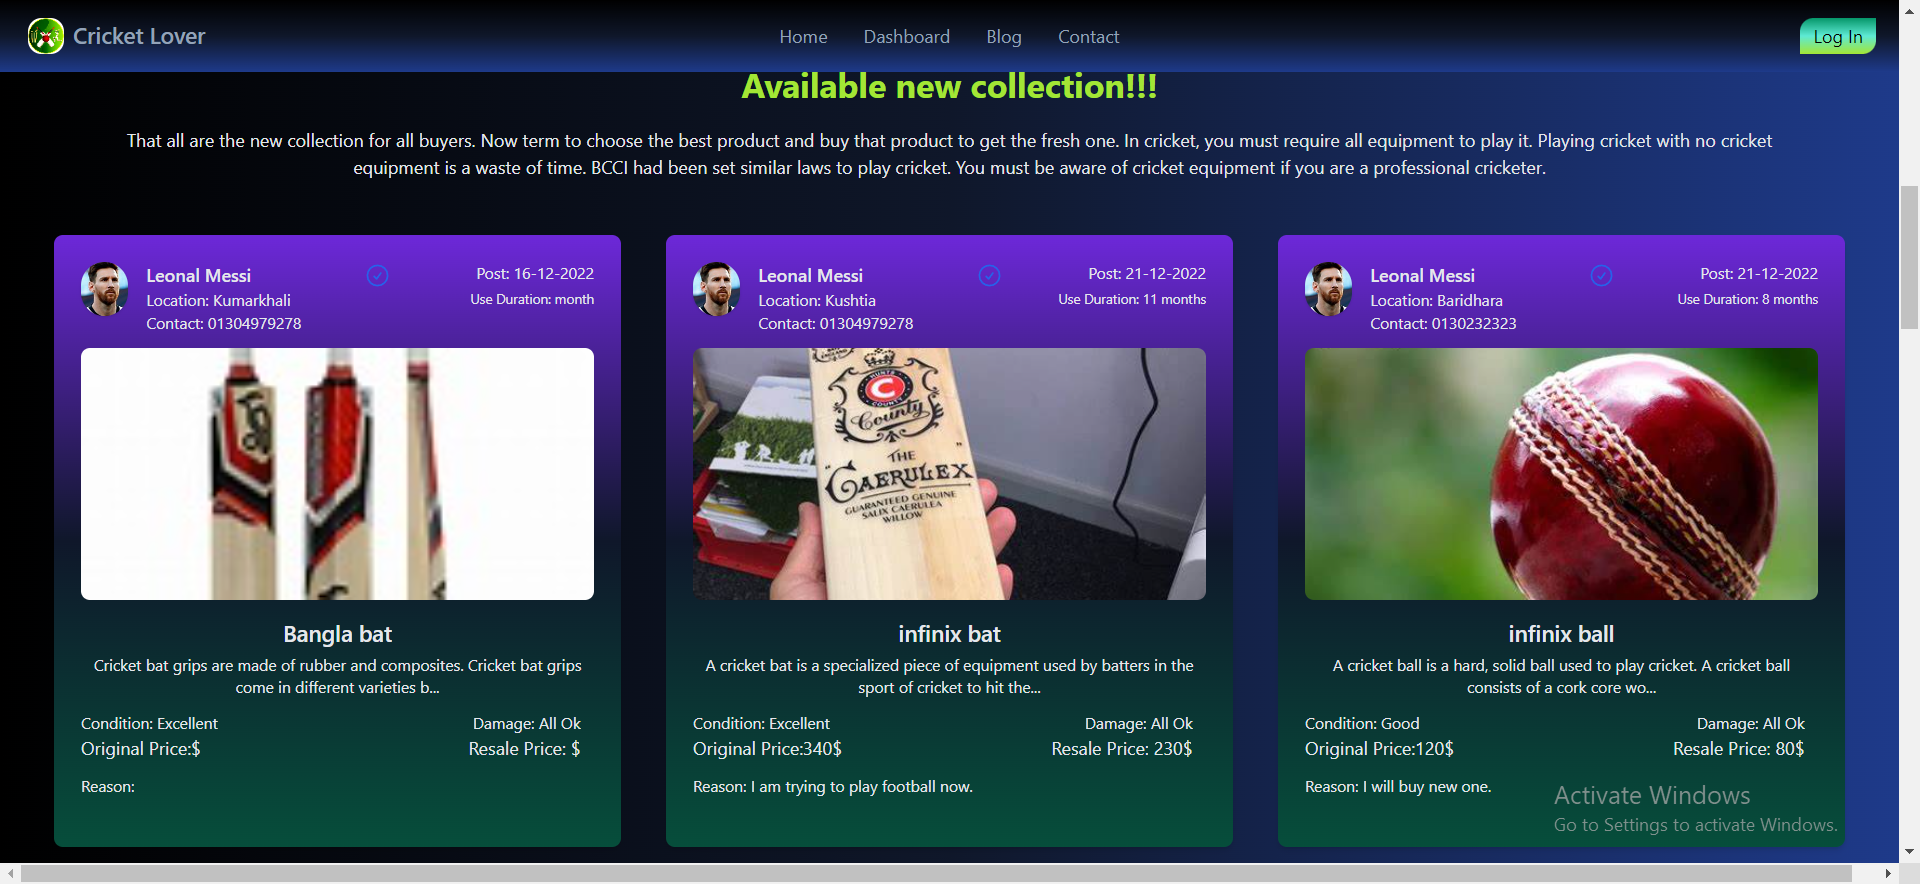 Cricket Lover
Home
Dashboard
Blog
Contact
Log In
Available new collection!!!
That all are the new collection for all buyers. Now term to choose the best product and buy that product to get the fresh one. In cricket, you must require all equipment to play it. Playing cricket with no cricket
equipment is a waste of time. BCCI had been set similar laws to play cricket. You must be aware of cricket equipment if you are a professional cricketer.
Leonal Messi
Location: Kumarkhali
Contact: 01304979278
Post: 16-12-2022
Use Duration: month
Bangla bat
Cricket bat grips are made of rubber and composites. Cricket bat grips
come in different varieties b...
Condition: Excellent
Damage: All Ok
Original Price:$
Resale Price: $
Reason:
Leonal Messi
Location: Kushtia
Contact: 01304979278
Post: 21-12-2022
Use Duration: 11 months
HUNTS
COUNTY
County
"THE
CAERULEX"
GUARANTEED GENUINE
SALIX CAERULEA
WILLOW
infinix bat
A cricket bat is a specialized piece of equipment used by batters in the
sport of cricket to hit the...
Condition: Excellent
Damage: All Ok
Original Price:340$
Resale Price: 230$
Reason: I am trying to play football now.
Leonal Messi
Location: Baridhara
Contact: 0130232323
Post: 21-12-2022
Use Duration: 8 months
infinix ball
A cricket ball is a hard, solid ball used to play cricket. A cricket ball
consists of a cork core wo...
Condition: Good
Damage: All Ok
Original Price:120$
Resale Price: 80$
Reason: I will buy new one.
Activate Windows
Go to Settings to activate Windows.